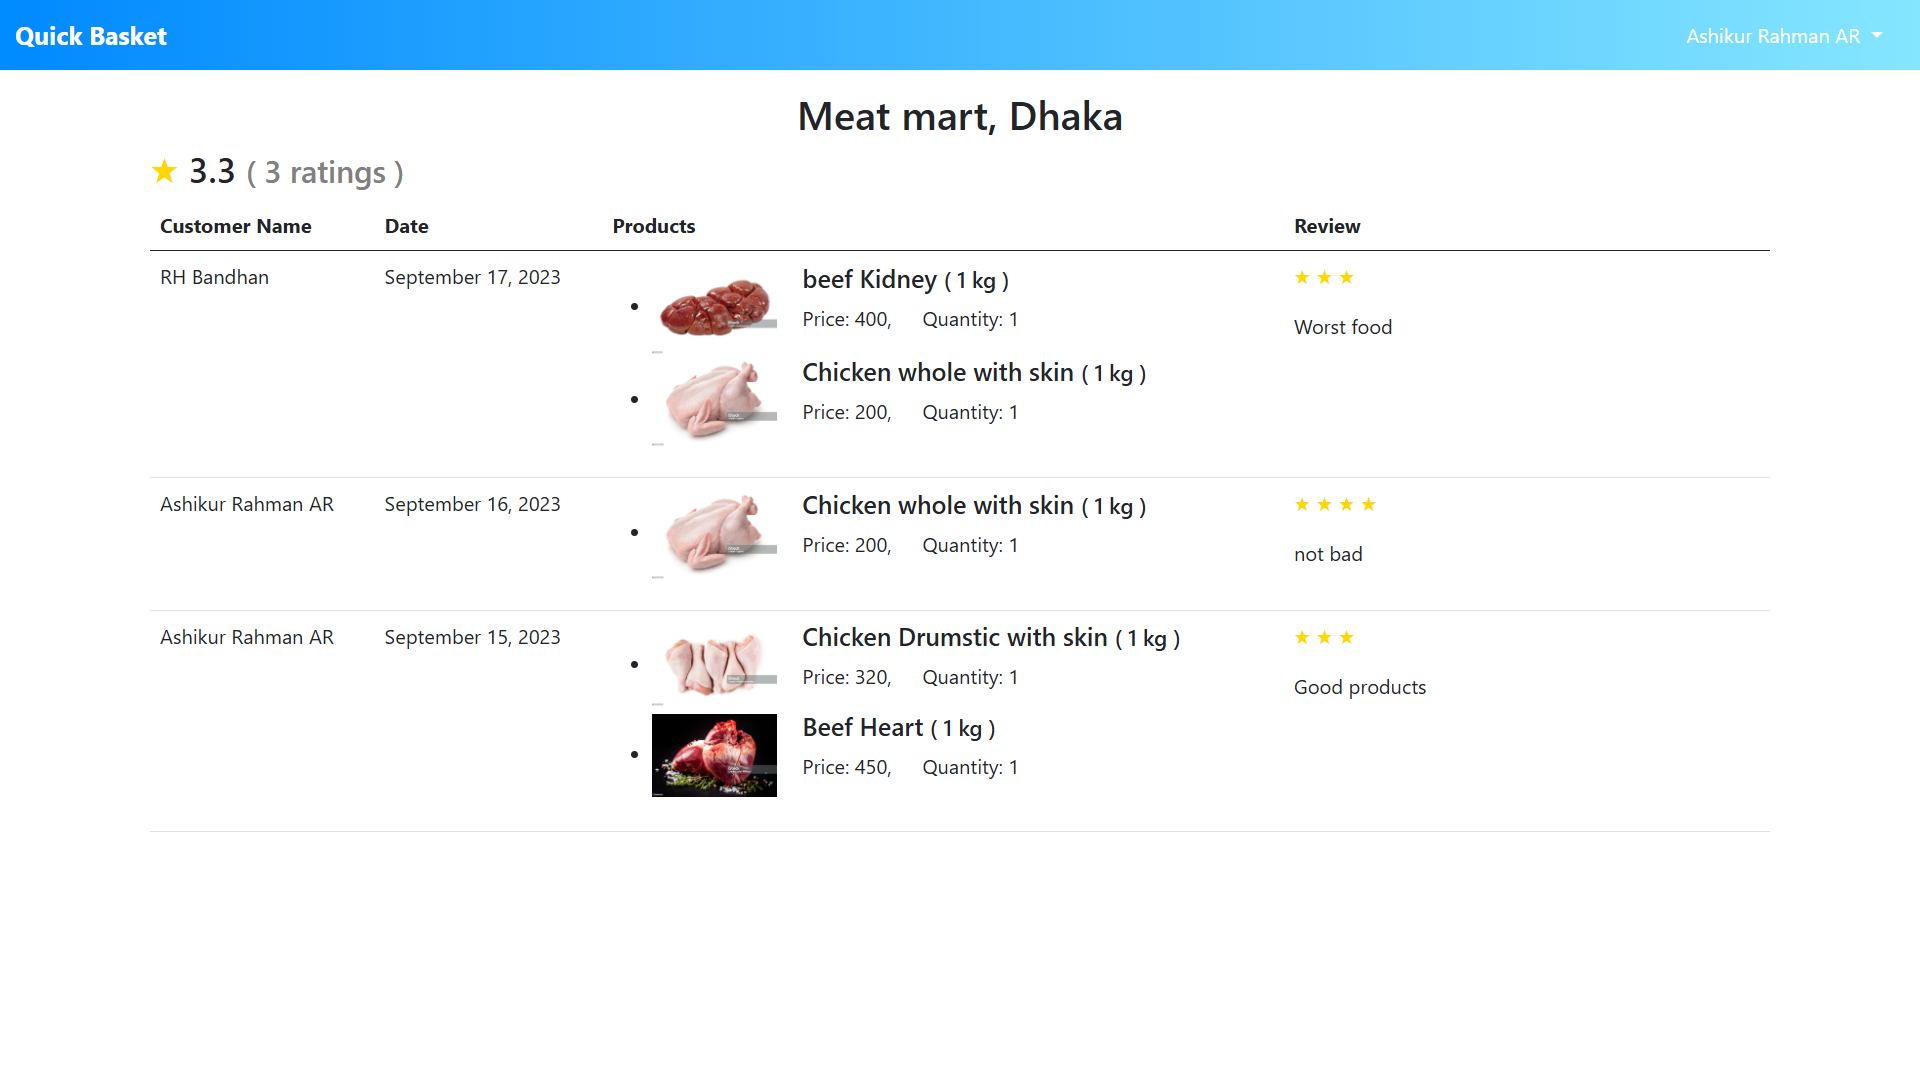 Quick Basket
Ashikur Rahman AR
Meat mart, Dhaka
3.3 ( 3 ratings )
Customer Name Date Products Review
RH Bandhan September 17, 2023 beef Kidney ( 1 kg )
Price: 400, Quantity: 1
Worst food
Chicken whole with skin ( 1 kg )
Price: 200, Quantity: 1
Ashikur Rahman AR September 16, 2023 Chicken whole with skin ( 1 kg )
Price: 200, Quantity: 1
not bad
Ashikur Rahman AR September 15, 2023 Chicken Drumstic with skin ( 1 kg )
Price: 320, Quantity: 1
Good products
Beef Heart ( 1 kg )
Price: 450, Quantity: 1